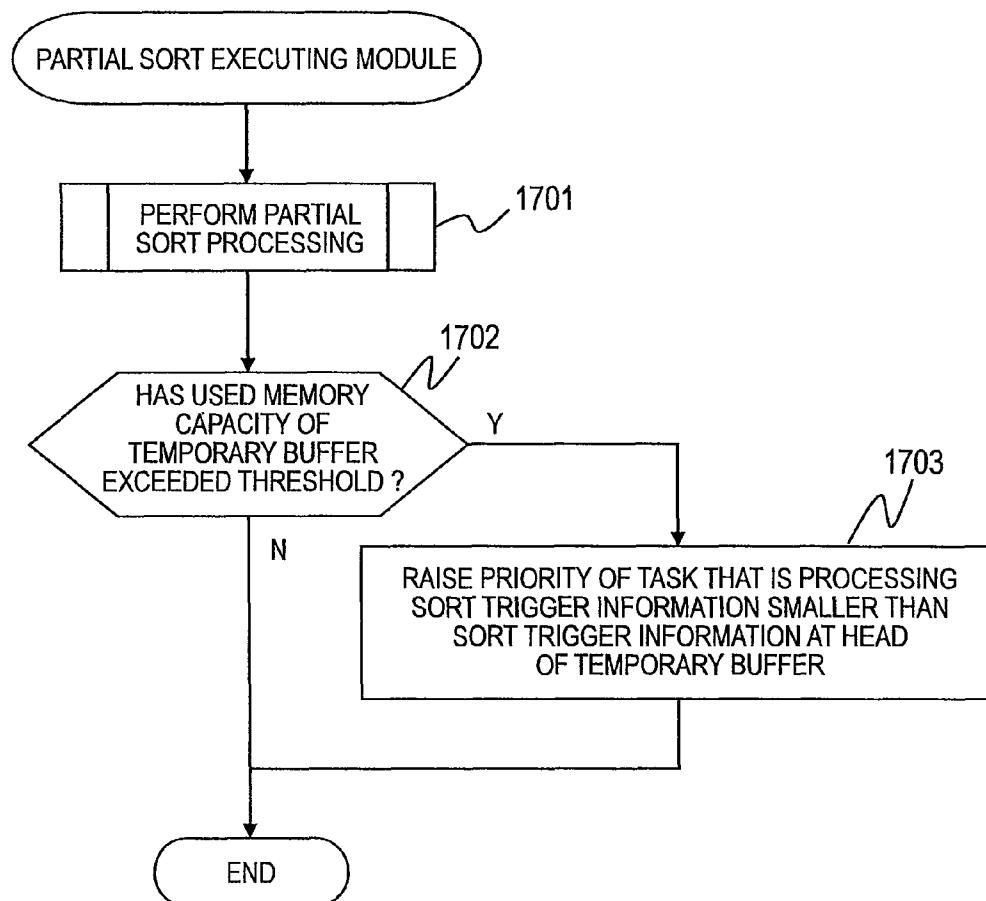 PARTIAL SORT EXECUTING MODULE
1701
PERFORM PARTIAL
SORT PROCESSING
1702
HAS USED MEMORY
CAPACITY OF
TEMPORARY BUFFER
EXCEEDED THRESHOLD ?
Y
N
1703
RAISE PRIORITY OF TASK THAT IS PROCESSING
SORT TRIGGER INFORMATION SMALLER THAN
SORT TRIGGER INFORMATION AT HEAD
OF TEMPORARY BUFFER
END